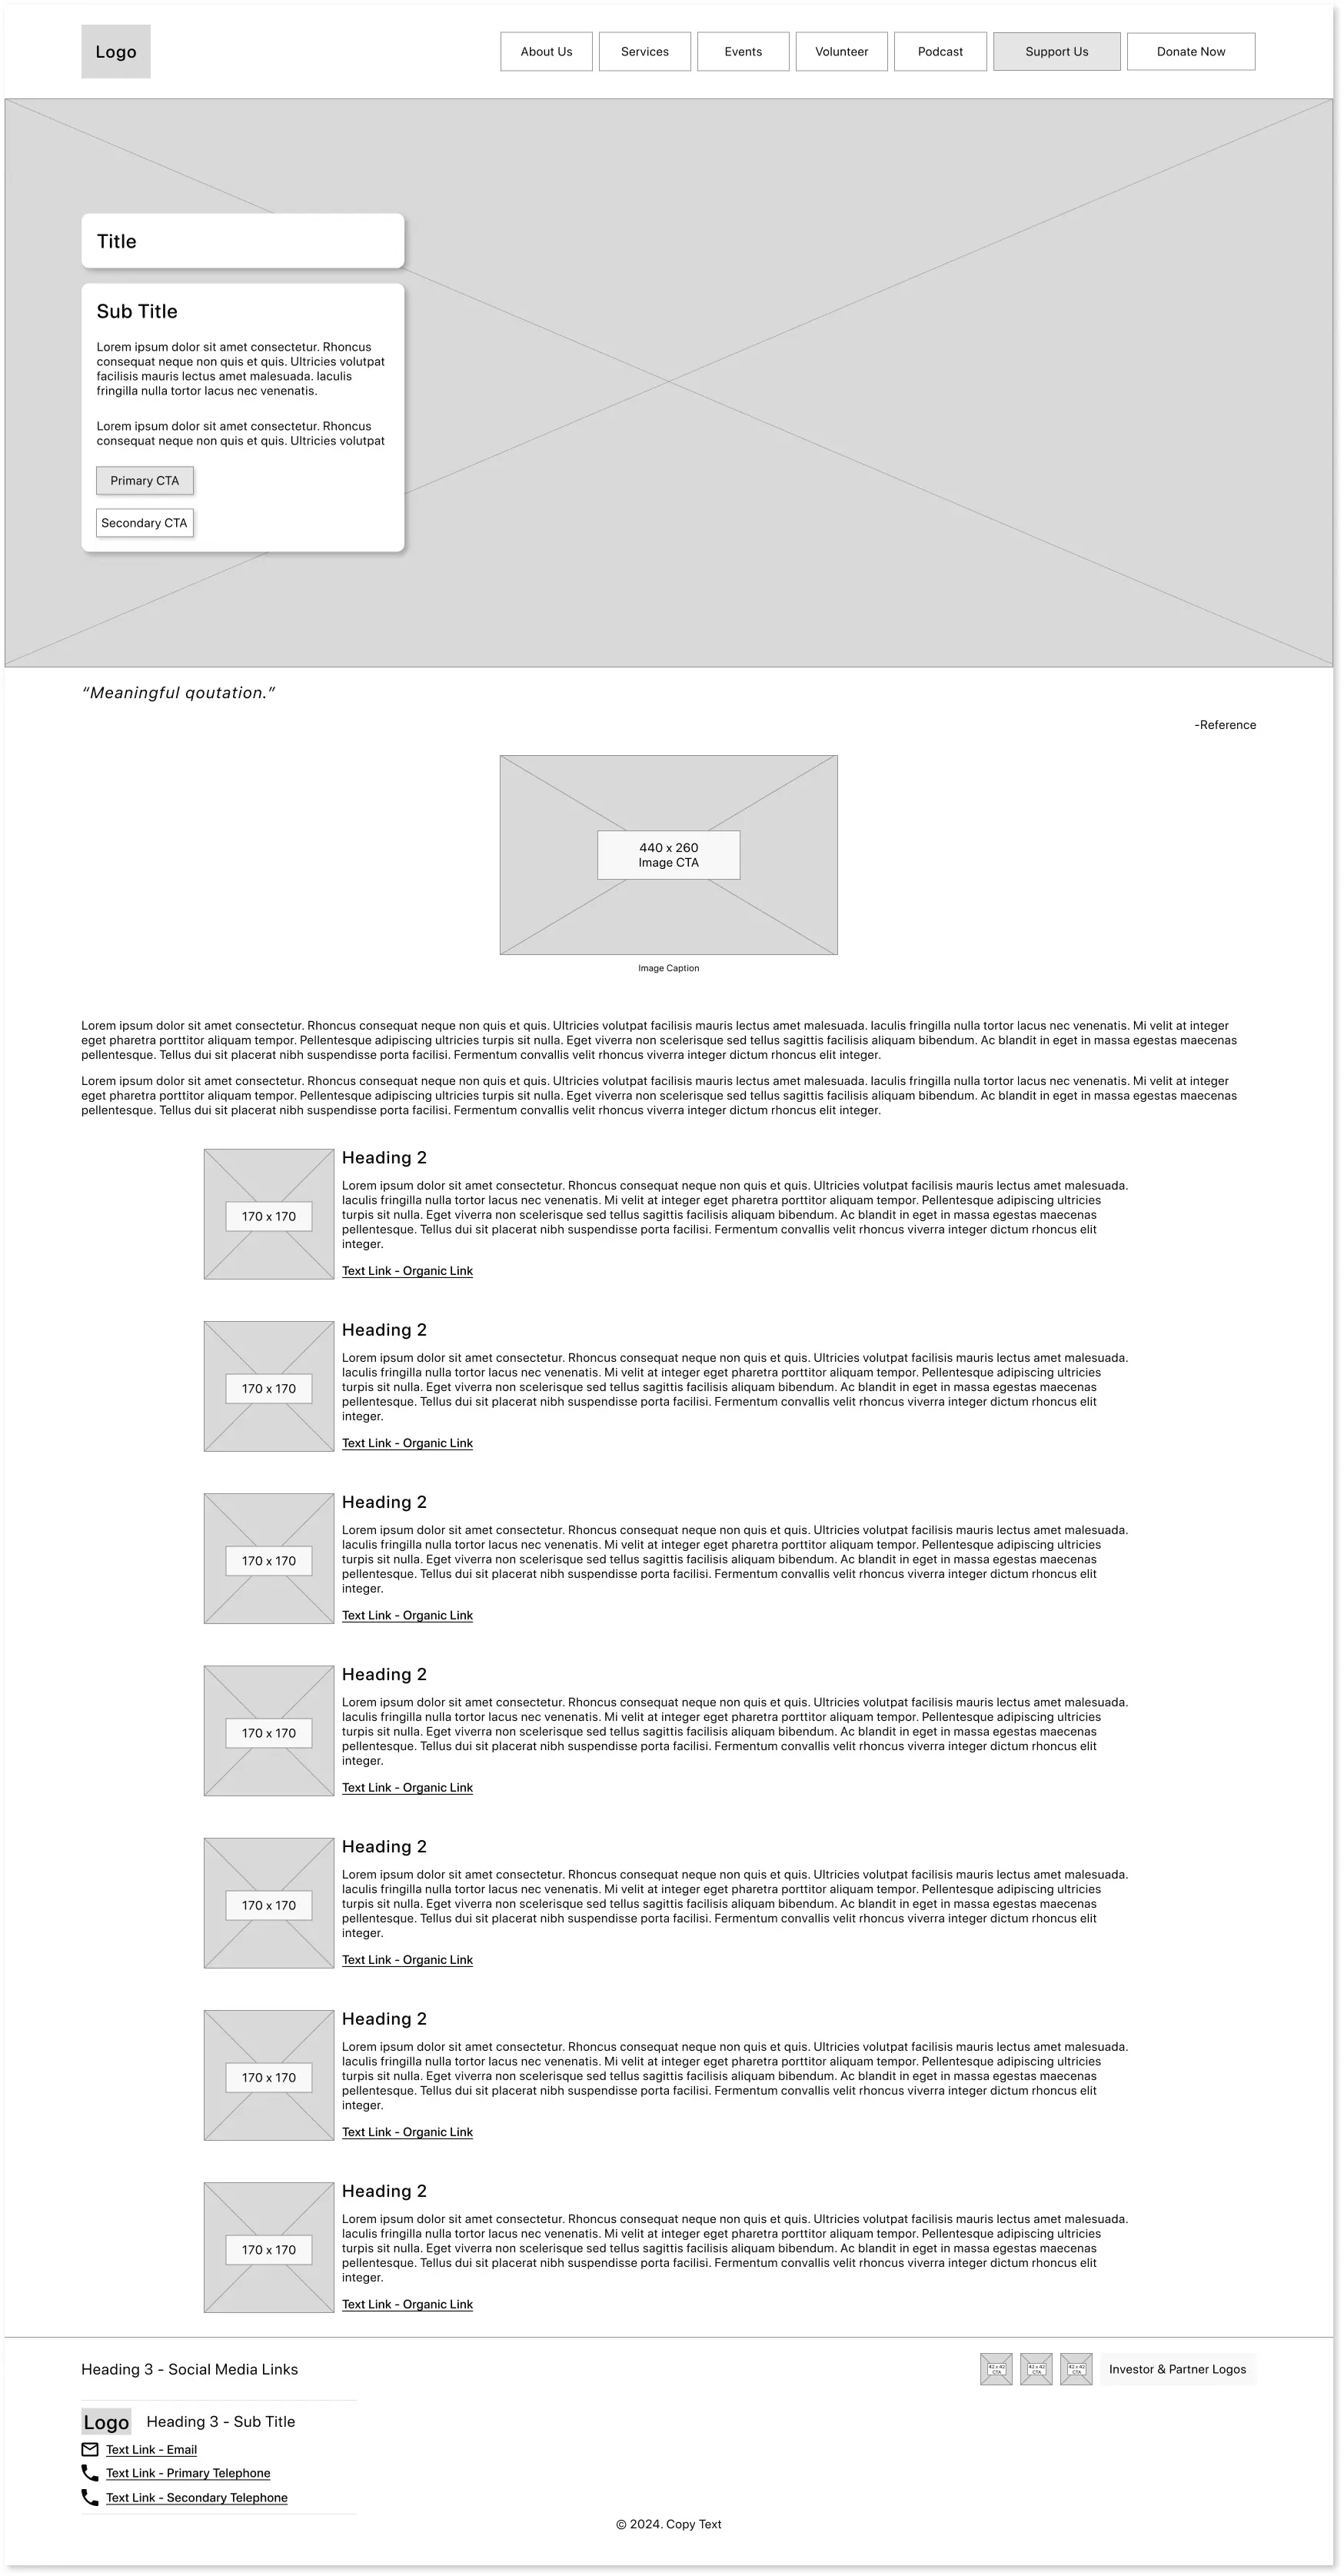 Logo
About Us
Services
Events
Volunteer
Podcast
Support Us
Donate Now
Title
Sub Title
Lorem ipsum dolor sit amet consectetur. Rhoncus
consequat neque non quis et quis. Ultricies volutpat
facilisis mauris lectus amet malesuada. Iaculis
fringilla nulla tortor lacus nec venenatis.
Lorem ipsum dolor sit amet consectetur. Rhoncus
consequat neque non quis et quis. Ultricies volutpat
Primary CTA
Secondary CTA
“Meaningful qoutation.”
-Reference
440 x 260
Image CTA
Image Caption
Lorem ipsum dolor sit amet consectetur. Rhoncus consequat neque non quis et quis. Ultricies volutpat facilisis mauris lectus amet malesuada. Iaculis fringilla nulla tortor lacus nec venenatis. Mi velit at integer
eget pharetra porttitor aliquam tempor. Pellentesque adipiscing ultricies turpis sit nulla. Eget viverra non scelerisque sed tellus sagittis facilisis aliquam bibendum. Ac blandit in eget in massa egestas maecenas
pellentesque. Tellus dui sit placerat nibh suspendisse porta facilisi. Fermentum convallis velit rhoncus viverra integer dictum rhoncus elit integer.
Lorem ipsum dolor sit amet consectetur. Rhoncus consequat neque non quis et quis. Ultricies volutpat facilisis mauris lectus amet malesuada. Iaculis fringilla nulla tortor lacus nec venenatis. Mi velit at integer
eget pharetra porttitor aliquam tempor. Pellentesque adipiscing ultricies turpis sit nulla. Eget viverra non scelerisque sed tellus sagittis facilisis aliquam bibendum. Ac blandit in eget in massa egestas maecenas
pellentesque. Tellus dui sit placerat nibh suspendisse porta facilisi. Fermentum convallis velit rhoncus viverra integer dictum rhoncus elit integer.
170 x 170
Heading 2
Lorem ipsum dolor sit amet consectetur. Rhoncus consequat neque non quis et quis. Ultricies volutpat facilisis mauris lectus amet malesuada.
Iaculis fringilla nulla tortor lacus nec venenatis. Mi velit at integer eget pharetra porttitor aliquam tempor. Pellentesque adipiscing ultricies
turpis sit nulla. Eget viverra non scelerisque sed tellus sagittis facilisis aliquam bibendum. Ac blandit in eget in massa egestas maecenas
pellentesque. Tellus dui sit placerat nibh suspendisse porta facilisi. Fermentum convallis velit rhoncus viverra integer dictum rhoncus elit
integer.
Text Link - Organic Link
170 x 170
Heading 2
Lorem ipsum dolor sit amet consectetur. Rhoncus consequat neque non quis et quis. Ultricies volutpat facilisis mauris lectus amet malesuada.
Iaculis fringilla nulla tortor lacus nec venenatis. Mi velit at integer eget pharetra porttitor aliquam tempor. Pellentesque adipiscing ultricies
turpis sit nulla. Eget viverra non scelerisque sed tellus sagittis facilisis aliquam bibendum. Ac blandit in eget in massa egestas maecenas
pellentesque. Tellus dui sit placerat nibh suspendisse porta facilisi. Fermentum convallis velit rhoncus viverra integer dictum rhoncus elit
integer.
Text Link - Organic Link
170 x 170
Heading 2
Lorem ipsum dolor sit amet consectetur. Rhoncus consequat neque non quis et quis. Ultricies volutpat facilisis mauris lectus amet malesuada.
Iaculis fringilla nulla tortor lacus nec venenatis. Mi velit at integer eget pharetra porttitor aliquam tempor. Pellentesque adipiscing ultricies
turpis sit nulla. Eget viverra non scelerisque sed tellus sagittis facilisis aliquam bibendum. Ac blandit in eget in massa egestas maecenas
pellentesque. Tellus dui sit placerat nibh suspendisse porta facilisi. Fermentum convallis velit rhoncus viverra integer dictum rhoncus elit
integer.
Text Link - Organic Link
170 x 170
Heading 2
Lorem ipsum dolor sit amet consectetur. Rhoncus consequat neque non quis et quis. Ultricies volutpat facilisis mauris lectus amet malesuada.
Iaculis fringilla nulla tortor lacus nec venenatis. Mi velit at integer eget pharetra porttitor aliquam tempor. Pellentesque adipiscing ultricies
turpis sit nulla. Eget viverra non scelerisque sed tellus sagittis facilisis aliquam bibendum. Ac blandit in eget in massa egestas maecenas
pellentesque. Tellus dui sit placerat nibh suspendisse porta facilisi. Fermentum convallis velit rhoncus viverra integer dictum rhoncus elit
integer.
Text Link - Organic Link
170 x 170
Heading 2
Lorem ipsum dolor sit amet consectetur. Rhoncus consequat neque non quis et quis. Ultricies volutpat facilisis mauris lectus amet malesuada.
Iaculis fringilla nulla tortor lacus nec venenatis. Mi velit at integer eget pharetra porttitor aliquam tempor. Pellentesque adipiscing ultricies
turpis sit nulla. Eget viverra non scelerisque sed tellus sagittis facilisis aliquam bibendum. Ac blandit in eget in massa egestas maecenas
pellentesque. Tellus dui sit placerat nibh suspendisse porta facilisi. Fermentum convallis velit rhoncus viverra integer dictum rhoncus elit
integer.
Text Link - Organic Link
170 x 170
Heading 2
Lorem ipsum dolor sit amet consectetur. Rhoncus consequat neque non quis et quis. Ultricies volutpat facilisis mauris lectus amet malesuada.
Iaculis fringilla nulla tortor lacus nec venenatis. Mi velit at integer eget pharetra porttitor aliquam tempor. Pellentesque adipiscing ultricies
turpis sit nulla. Eget viverra non scelerisque sed tellus sagittis facilisis aliquam bibendum. Ac blandit in eget in massa egestas maecenas
pellentesque. Tellus dui sit placerat nibh suspendisse porta facilisi. Fermentum convallis velit rhoncus viverra integer dictum rhoncus elit
integer.
Text Link - Organic Link
170 x 170
Heading 2
Lorem ipsum dolor sit amet consectetur. Rhoncus consequat neque non quis et quis. Ultricies volutpat facilisis mauris lectus amet malesuada.
Iaculis fringilla nulla tortor lacus nec venenatis. Mi velit at integer eget pharetra porttitor aliquam tempor. Pellentesque adipiscing ultricies
turpis sit nulla. Eget viverra non scelerisque sed tellus sagittis facilisis aliquam bibendum. Ac blandit in eget in massa egestas maecenas
pellentesque. Tellus dui sit placerat nibh suspendisse porta facilisi. Fermentum convallis velit rhoncus viverra integer dictum rhoncus elit
integer.
Text Link - Organic Link
Heading 3 - Social Media Links
42 x 42
CTA
42 x 42
CTA
42 x 42
CTA
Investor & Partner Logos
Logo
Heading 3 - Sub Title
Text Link - Email
Text Link - Primary Telephone
Text Link - Secondary Telephone
© 2024. Copy Text